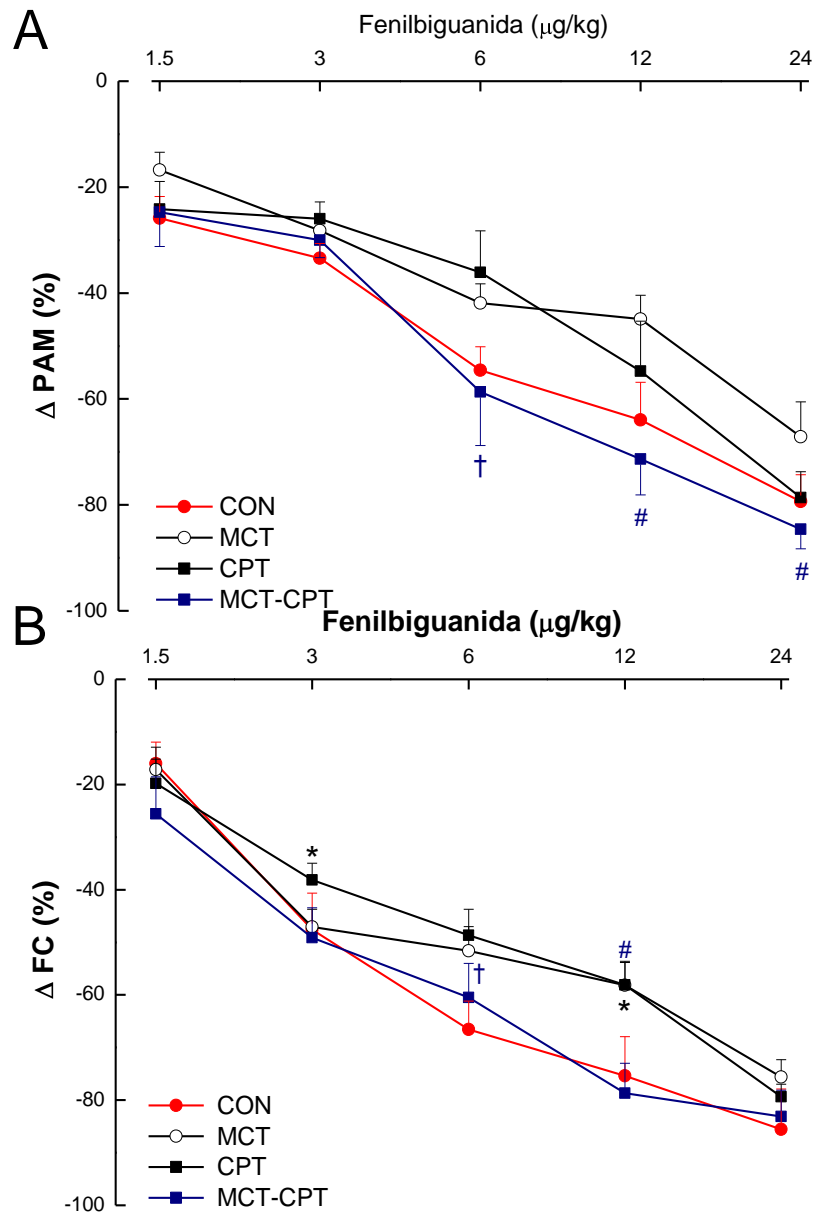 A
Fenilbiguanida (μg/kg)
1.5 3 6 12 24
0
-20
-40
-60
-80
-100
Δ PAM (%)
†
#
#
CON
MCT
CPT
MCT-CPT
B
Fenilbiguanida (μg/kg)
1.5 3 6 12 24
0
-20
-40
-60
-80
-100
Δ FC (%)
*
†
#
*
CON
MCT
CPT
MCT-CPT